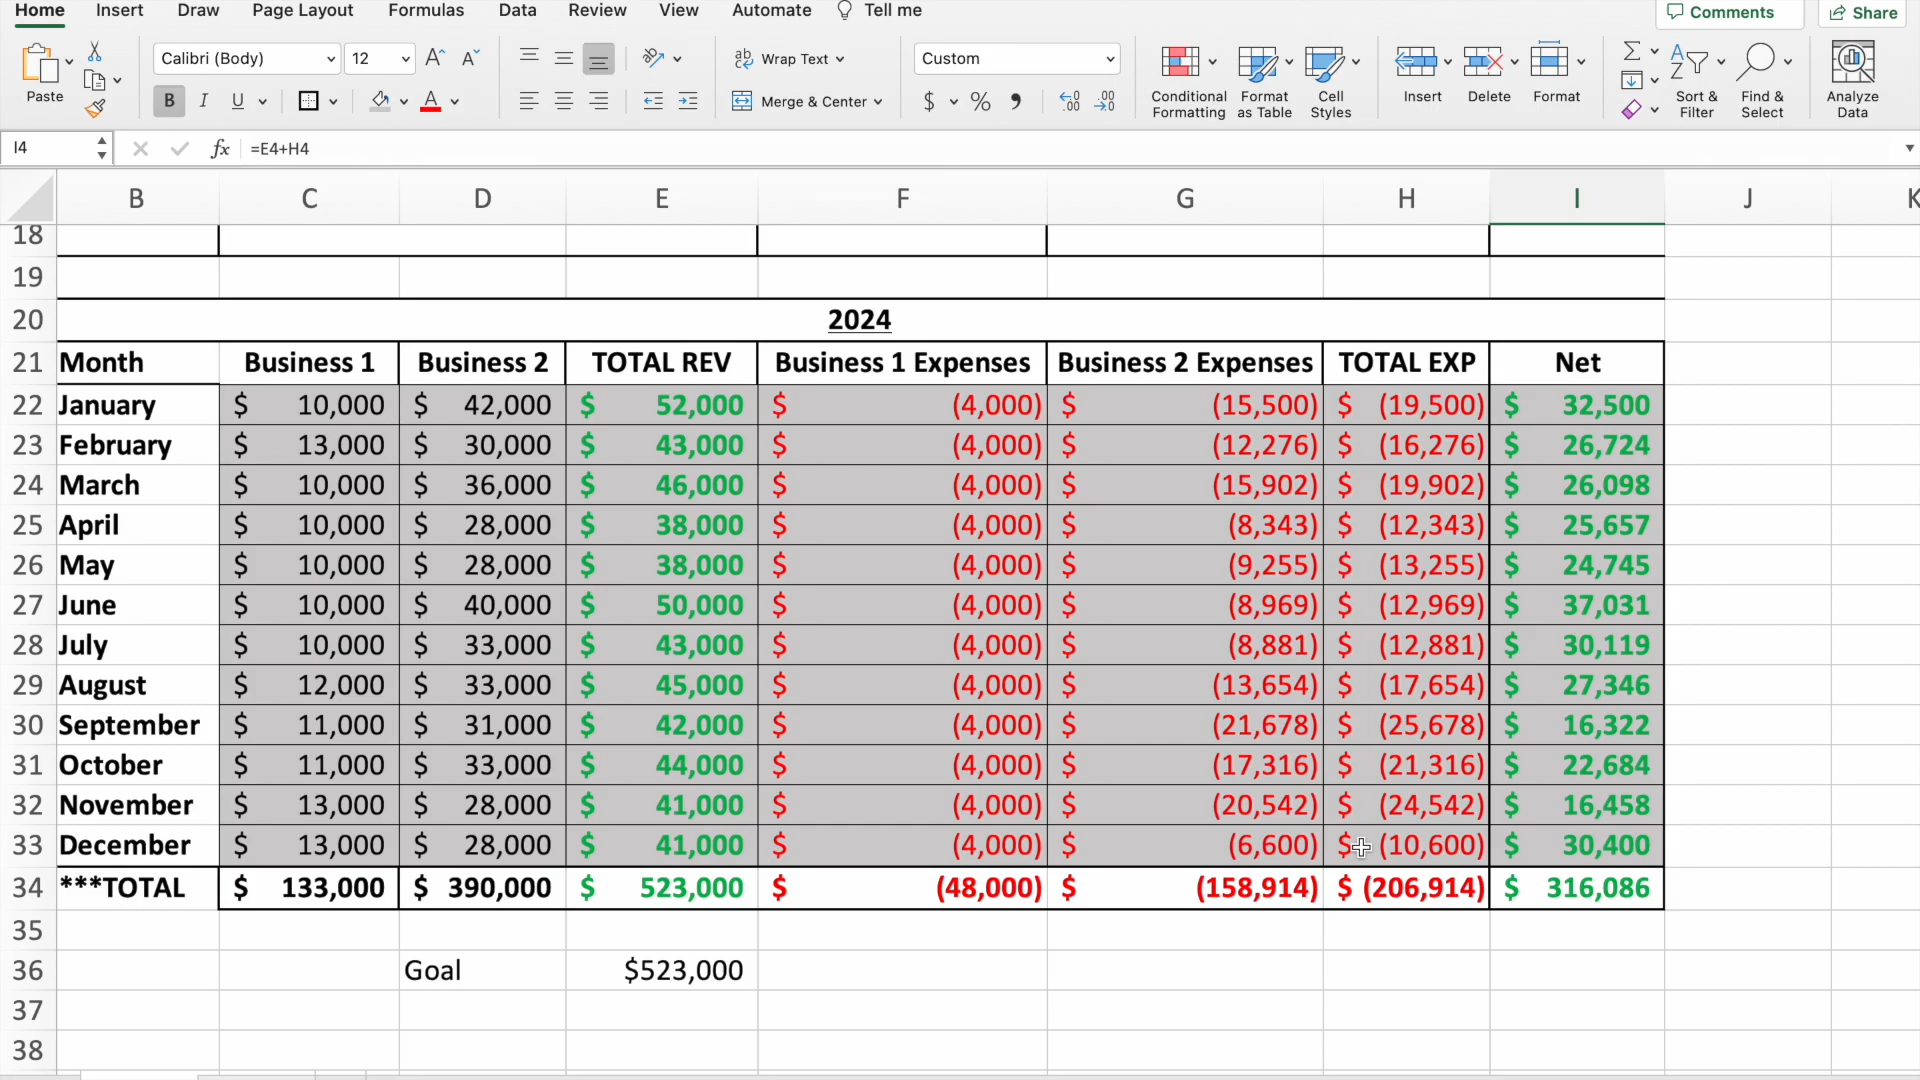 Home Insert Draw Page Layout Formulas Data Review View Automate Tell me Comments Share
Paste Calibri (Body) 12 A^ Aˇ ab Wrap Text Custom
B I U A Merge & Center $ % , .00 .00
Conditional Formatting Format as Table Cell Styles Insert Delete Format Sort & Filter Find & Select Analyze Data
I4 fx =E4+H4
B C D E F G H I J K
18
19
20 2024
21 Month Business 1 Business 2 TOTAL REV Business 1 Expenses Business 2 Expenses TOTAL EXP Net
22 January $ 10,000 $ 42,000 $ 52,000 $ (4,000) $ (15,500) $ (19,500) $ 32,500
23 February $ 13,000 $ 30,000 $ 43,000 $ (4,000) $ (12,276) $ (16,276) $ 26,724
24 March $ 10,000 $ 36,000 $ 46,000 $ (4,000) $ (15,902) $ (19,902) $ 26,098
25 April $ 10,000 $ 28,000 $ 38,000 $ (4,000) $ (8,343) $ (12,343) $ 25,657
26 May $ 10,000 $ 28,000 $ 38,000 $ (4,000) $ (9,255) $ (13,255) $ 24,745
27 June $ 10,000 $ 40,000 $ 50,000 $ (4,000) $ (8,969) $ (12,969) $ 37,031
28 July $ 10,000 $ 33,000 $ 43,000 $ (4,000) $ (8,881) $ (12,881) $ 30,119
29 August $ 12,000 $ 33,000 $ 45,000 $ (4,000) $ (13,654) $ (17,654) $ 27,346
30 September $ 11,000 $ 31,000 $ 42,000 $ (4,000) $ (21,678) $ (25,678) $ 16,322
31 October $ 11,000 $ 33,000 $ 44,000 $ (4,000) $ (17,316) $ (21,316) $ 22,684
32 November $ 13,000 $ 28,000 $ 41,000 $ (4,000) $ (20,542) $ (24,542) $ 16,458
33 December $ 13,000 $ 28,000 $ 41,000 $ (4,000) $ (6,600) $ (10,600) $ 30,400
34 ***TOTAL $ 133,000 $ 390,000 $ 523,000 $ (48,000) $ (158,914) $ (206,914) $ 316,086
35
36 Goal $523,000
37
38